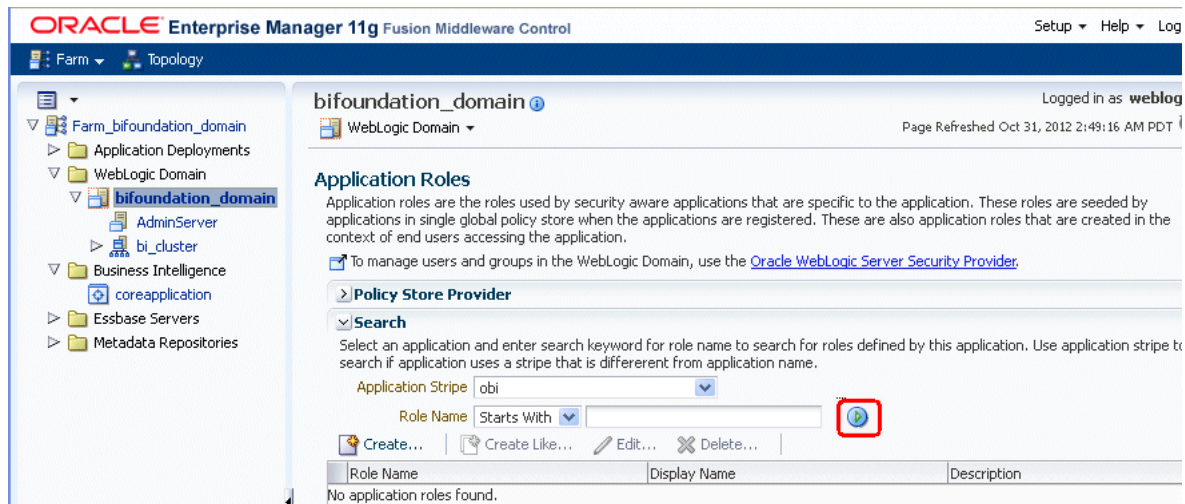 ORACLE Enterprise Manager 11g Fusion Middleware Control
Setup Help Log
Farm Topology
Farm_bifoundation_domain
Application Deployments
WebLogic Domain
bifoundation_domain
AdminServer
bi_cluster
Business Intelligence
coreapplication
Essbase Servers
Metadata Repositories
bifoundation_domain
Logged in as weblog
WebLogic Domain
Page Refreshed Oct 31, 2012 2:49:16 AM PDT
Application Roles
Application roles are the roles used by security aware applications that are specific to the application. These roles are seeded by
applications in single global policy store when the applications are registered. These are also application roles that are created in the
context of end users accessing the application.
To manage users and groups in the WebLogic Domain, use the Oracle WebLogic Server Security Provider.
Policy Store Provider
Search
Select an application and enter search keyword for role name to search for roles defined by this application. Use application stripe to
search if application uses a stripe that is differerent from application name.
Application Stripe obi
Role Name Starts With
Create... Create Like... Edit... Delete...
Role Name Display Name Description
No application roles found.